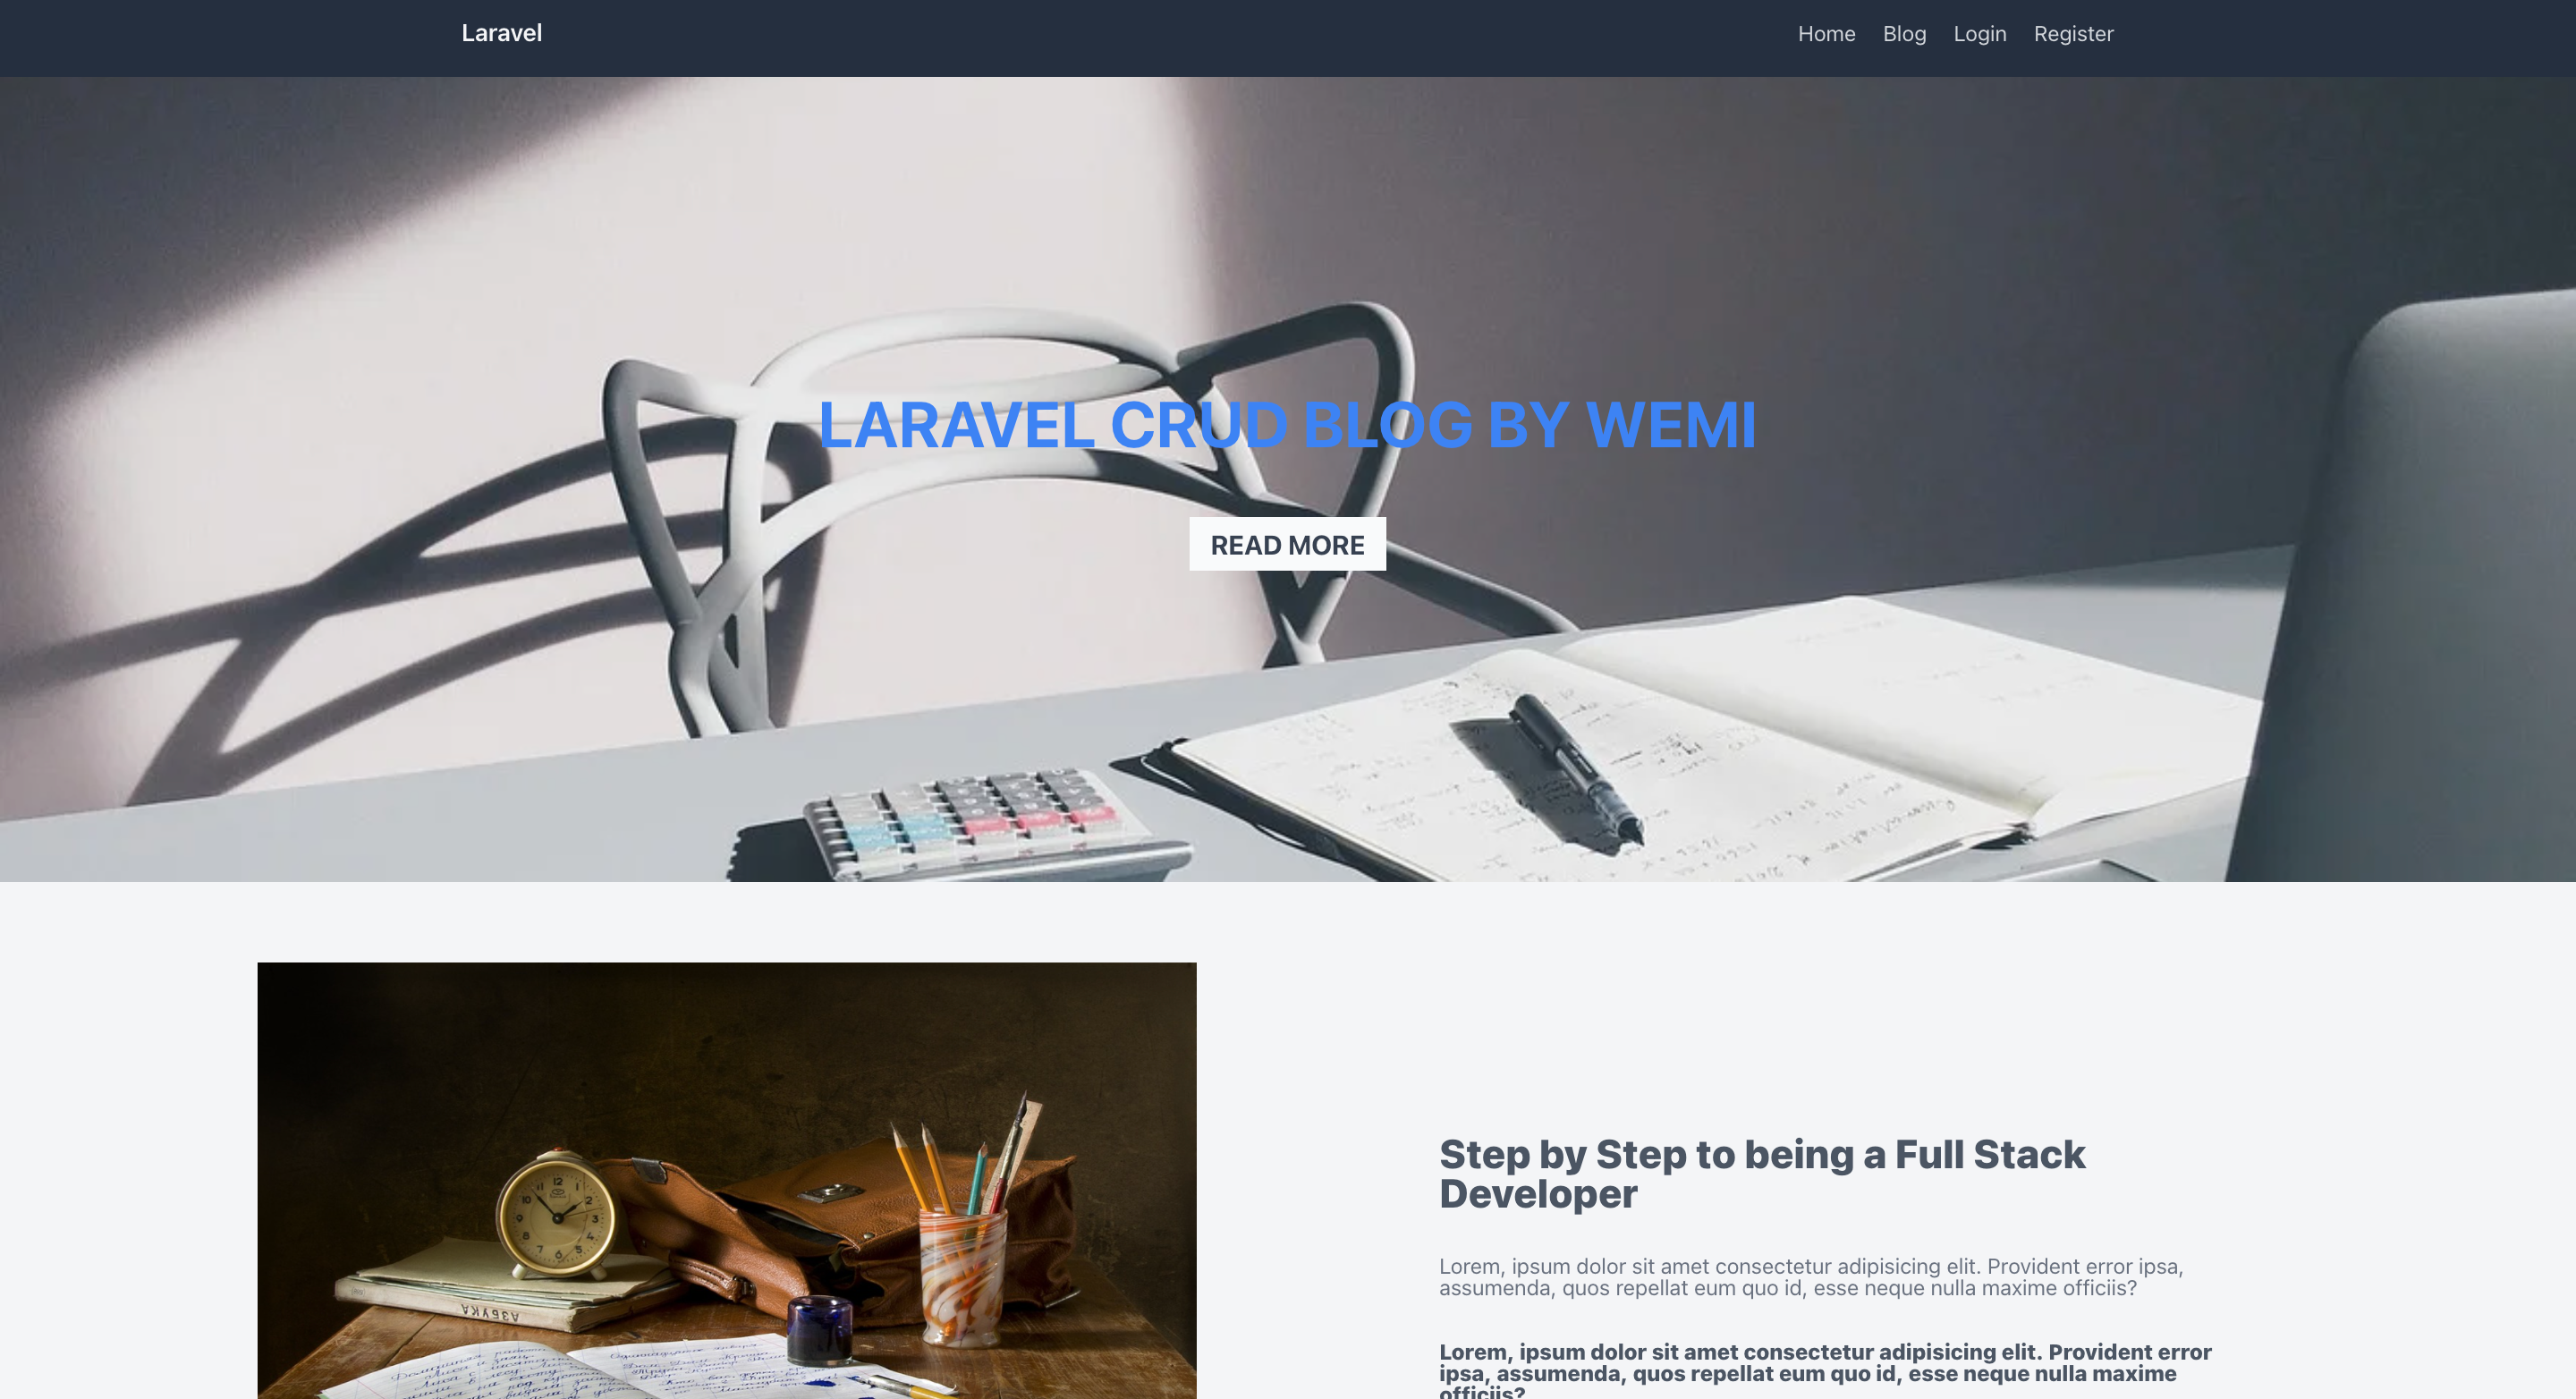 Laravel
Home Blog Login Register
LARAVEL CRUD BLOG BY WEMI
READ MORE
Step by Step to being a Full Stack
Developer
Lorem, ipsum dolor sit amet consectetur adipisicing elit. Provident error ipsa,
assumenda, quos repellat eum quo id, esse neque nulla maxime officiis?
Lorem, ipsum dolor sit amet consectetur adipisicing elit. Provident error
ipsa, assumenda, quos repellat eum quo id, esse neque nulla maxime
officiis?
АЗБУКА